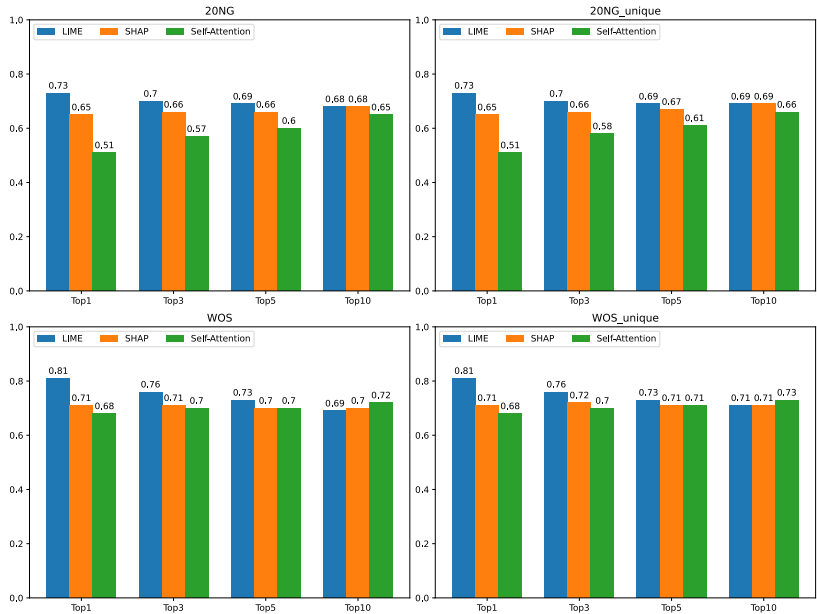 20NG
LIME SHAP Self-Attention
1.0
0.8
0.6
0.4
0.2
0.0
0.73 0.65 0.51
0.7 0.66 0.57
0.69 0.66 0.6
0.68 0.68 0.65
Top1 Top3 Top5 Top10
20NG_unique
LIME SHAP Self-Attention
1.0
0.8
0.6
0.4
0.2
0.0
0.73 0.65 0.51
0.7 0.66 0.58
0.69 0.67 0.61
0.69 0.69 0.66
Top1 Top3 Top5 Top10
WOS
LIME SHAP Self-Attention
1.0
0.8
0.6
0.4
0.2
0.0
0.81 0.71 0.68
0.76 0.71 0.7
0.73 0.7 0.7
0.69 0.7 0.72
Top1 Top3 Top5 Top10
WOS_unique
LIME SHAP Self-Attention
1.0
0.8
0.6
0.4
0.2
0.0
0.81 0.71 0.68
0.76 0.72 0.7
0.73 0.71 0.71
0.71 0.71 0.73
Top1 Top3 Top5 Top10